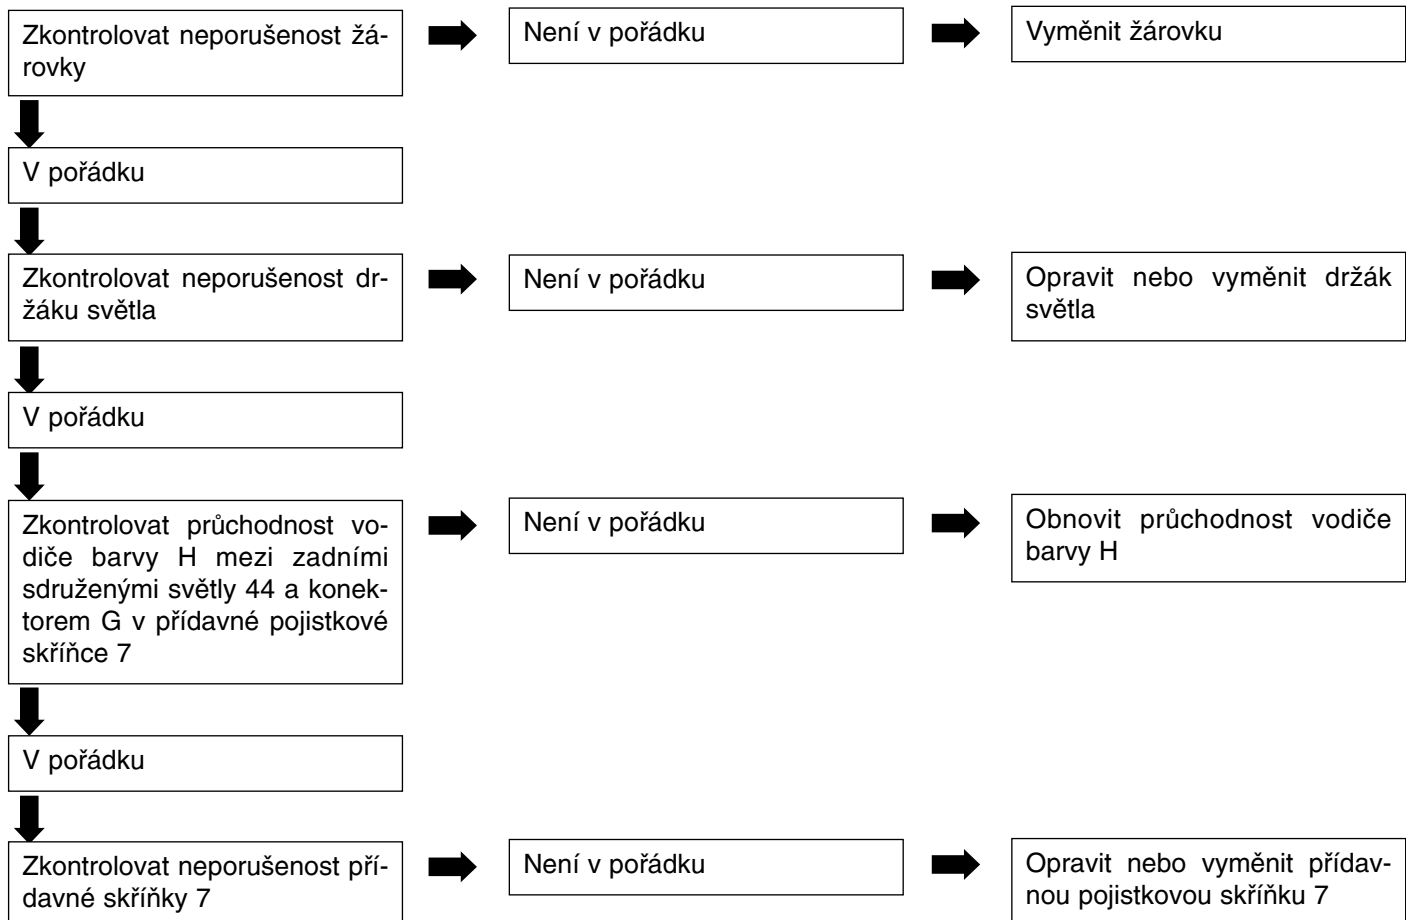 Zkontrolovat neporušenost žá-
rovky
Není v pořádku
Vyměnit žárovku
V pořádku
Zkontrolovat neporušenost dr-
žáku světla
Není v pořádku
Opravit nebo vyměnit držák
světla
V pořádku
Zkontrolovat průchodnost vo-
diče barvy H mezi zadními
sdruženými světly 44 a konek-
torem G v přídavné pojistkové
skříňce 7
Není v pořádku
Obnovit průchodnost vodiče
barvy H
V pořádku
Zkontrolovat neporušenost pří-
davné skříňky 7
Není v pořádku
Opravit nebo vyměnit přídav-
nou pojistkovou skříňku 7